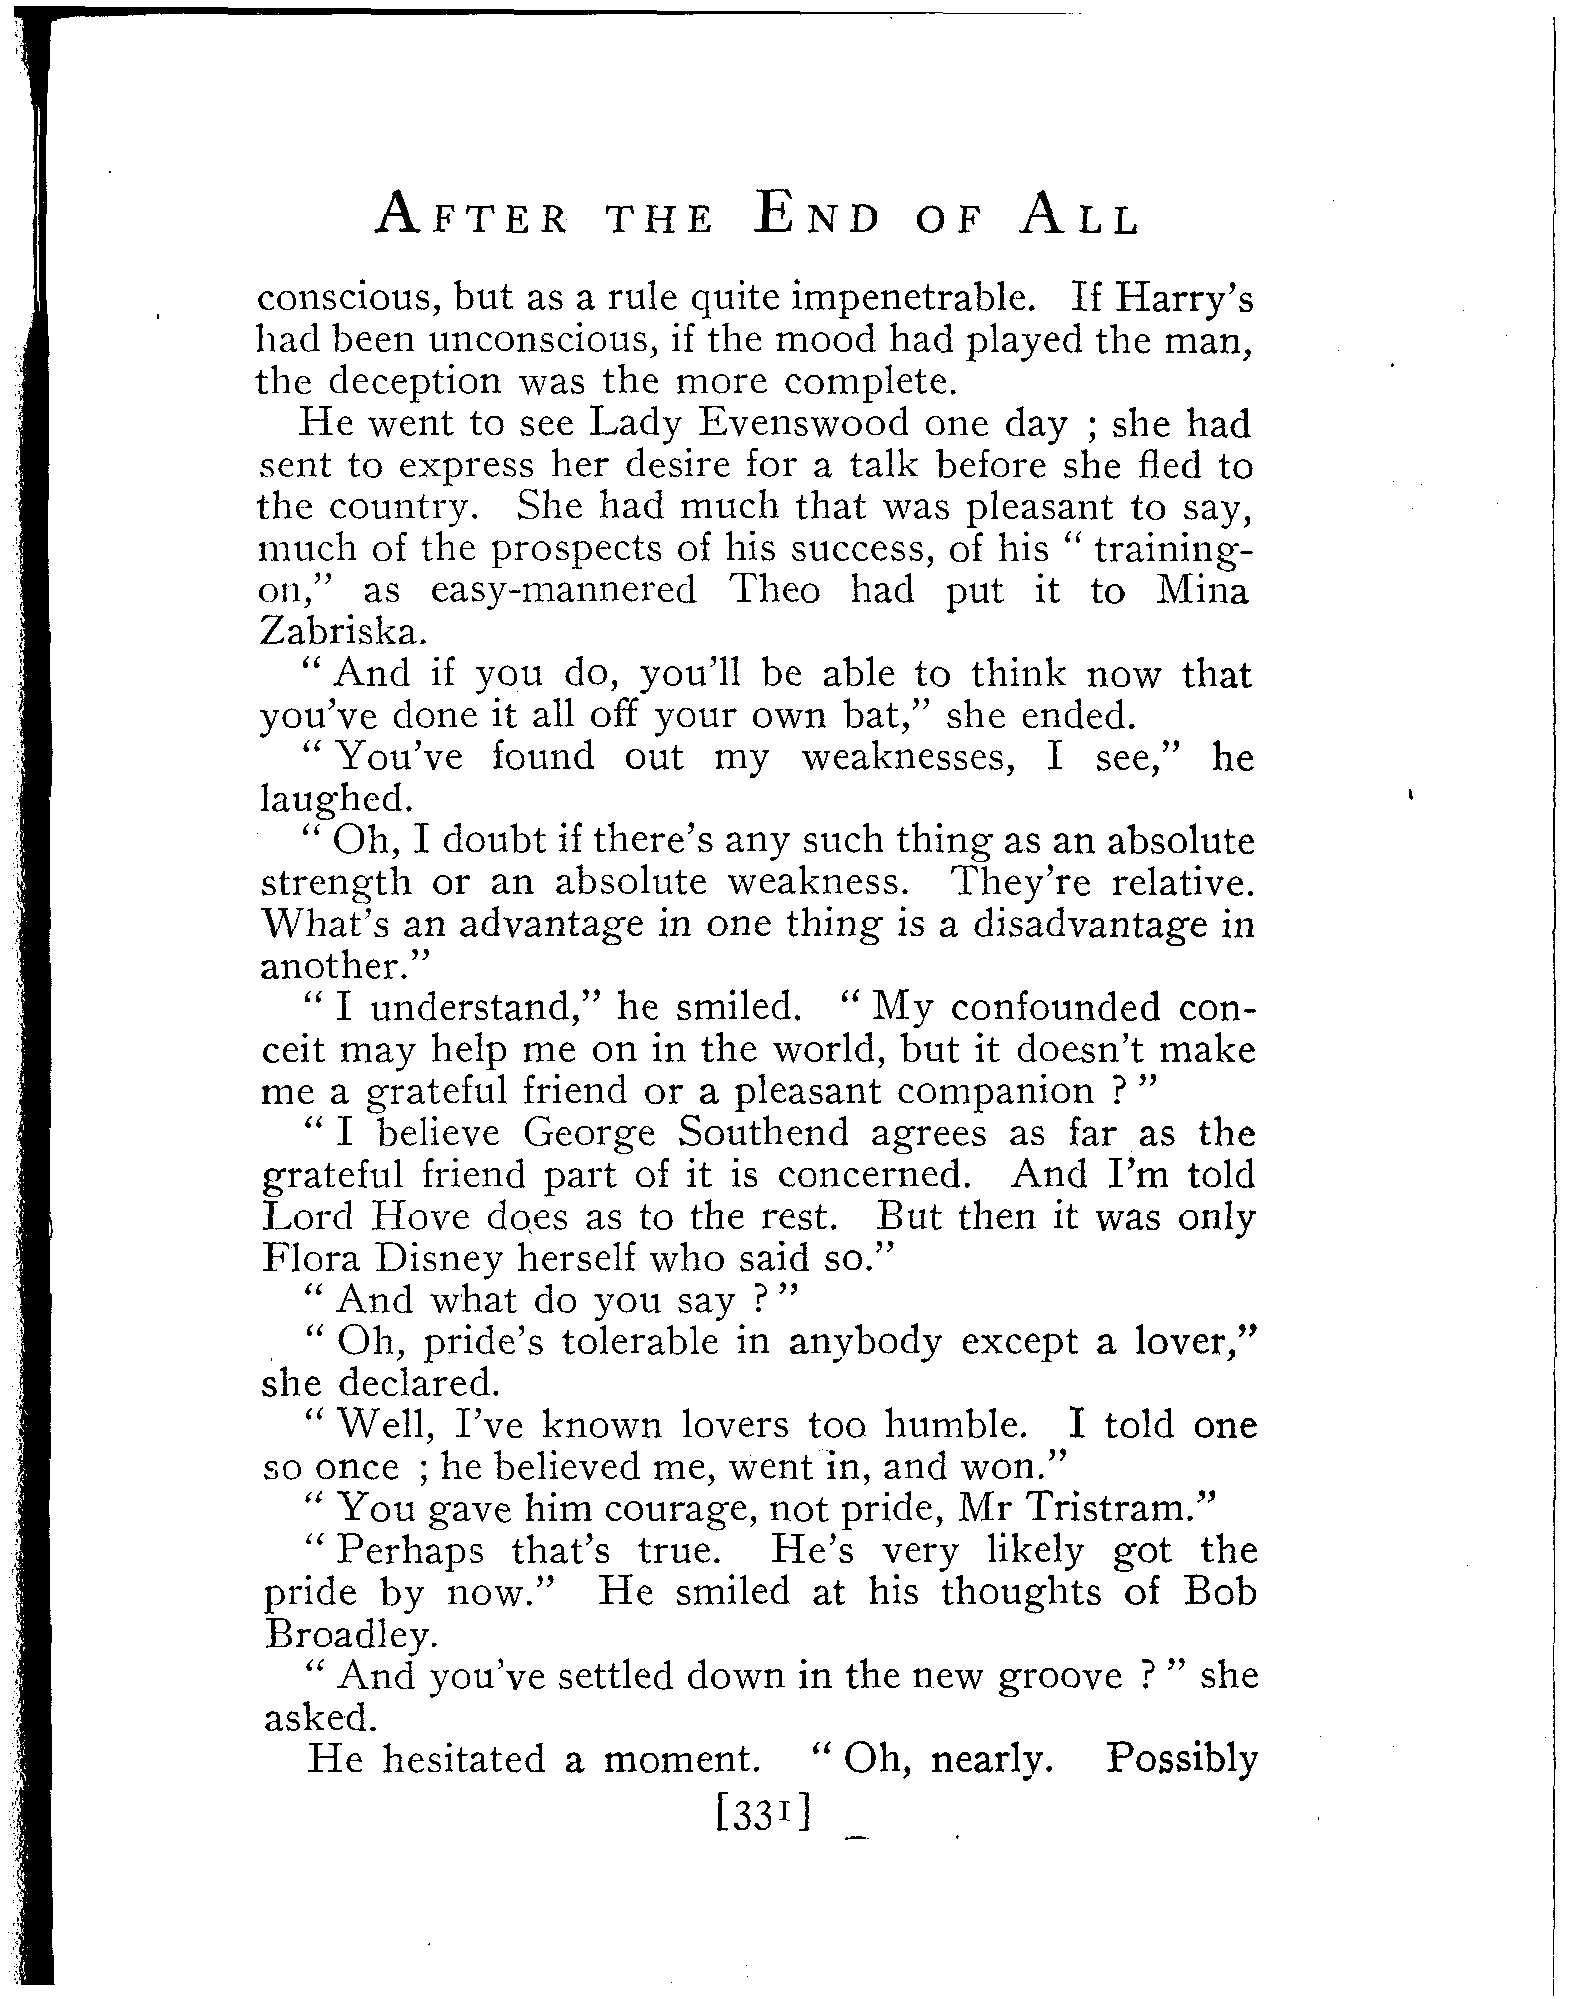 After the End of All
conscious, but as a rule quite impenetrable. If Harry's
had been unconscious, if the mood had played the man,
the deception was the more complete.
He went to see Lady Evenswood one day ; she had
sent to express her desire for a talk before she fled to
the country. She had much that was pleasant to say,
much of the prospects of his success, of his “ training-
on,” as easy-mannered Theo had put it to Mina
Zabriska.
“ And if you do, you'll be able to think now that
you've done it all off your own bat,” she ended.
“ You've found out my weaknesses, I see,” he
laughed.
“ Oh, I doubt if there's any such thing as an absolute
strength or an absolute weakness. They're relative.
What's an advantage in one thing is a disadvantage in
another.”
“ I understand,” he smiled. “ My confounded con-
ceit may help me on in the world, but it doesn't make
me a grateful friend or a pleasant companion ? ”
“ I believe George Southend agrees as far as the
grateful friend part of it is concerned. And I'm told
Lord Hove does as to the rest. But then it was only
Flora Disney herself who said so.”
“ And what do you say ? ”
“ Oh, pride's tolerable in anybody except a lover,”
she declared.
“ Well, I've known lovers too humble. I told one
so once ; he believed me, went in, and won.”
“ You gave him courage, not pride, Mr Tristram.”
“ Perhaps that's true. He's very likely got the
pride by now.” He smiled at his thoughts of Bob
Broadley.
“ And you've settled down in the new groove ? ” she
asked.
He hesitated a moment. “ Oh, nearly. Possibly
[331]